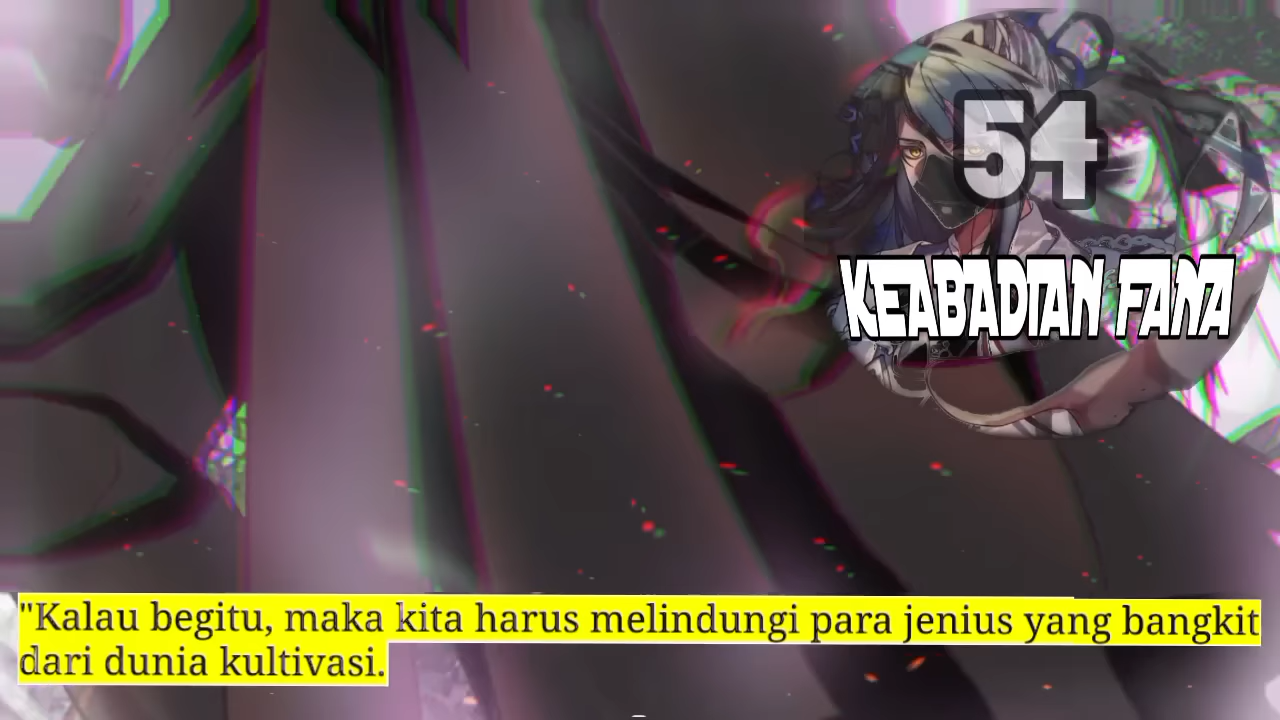 54
KEABADIAN FANA
"Kalau begitu, maka kita harus melindungi para jenius yang bangkit
dari dunia kultivasi.